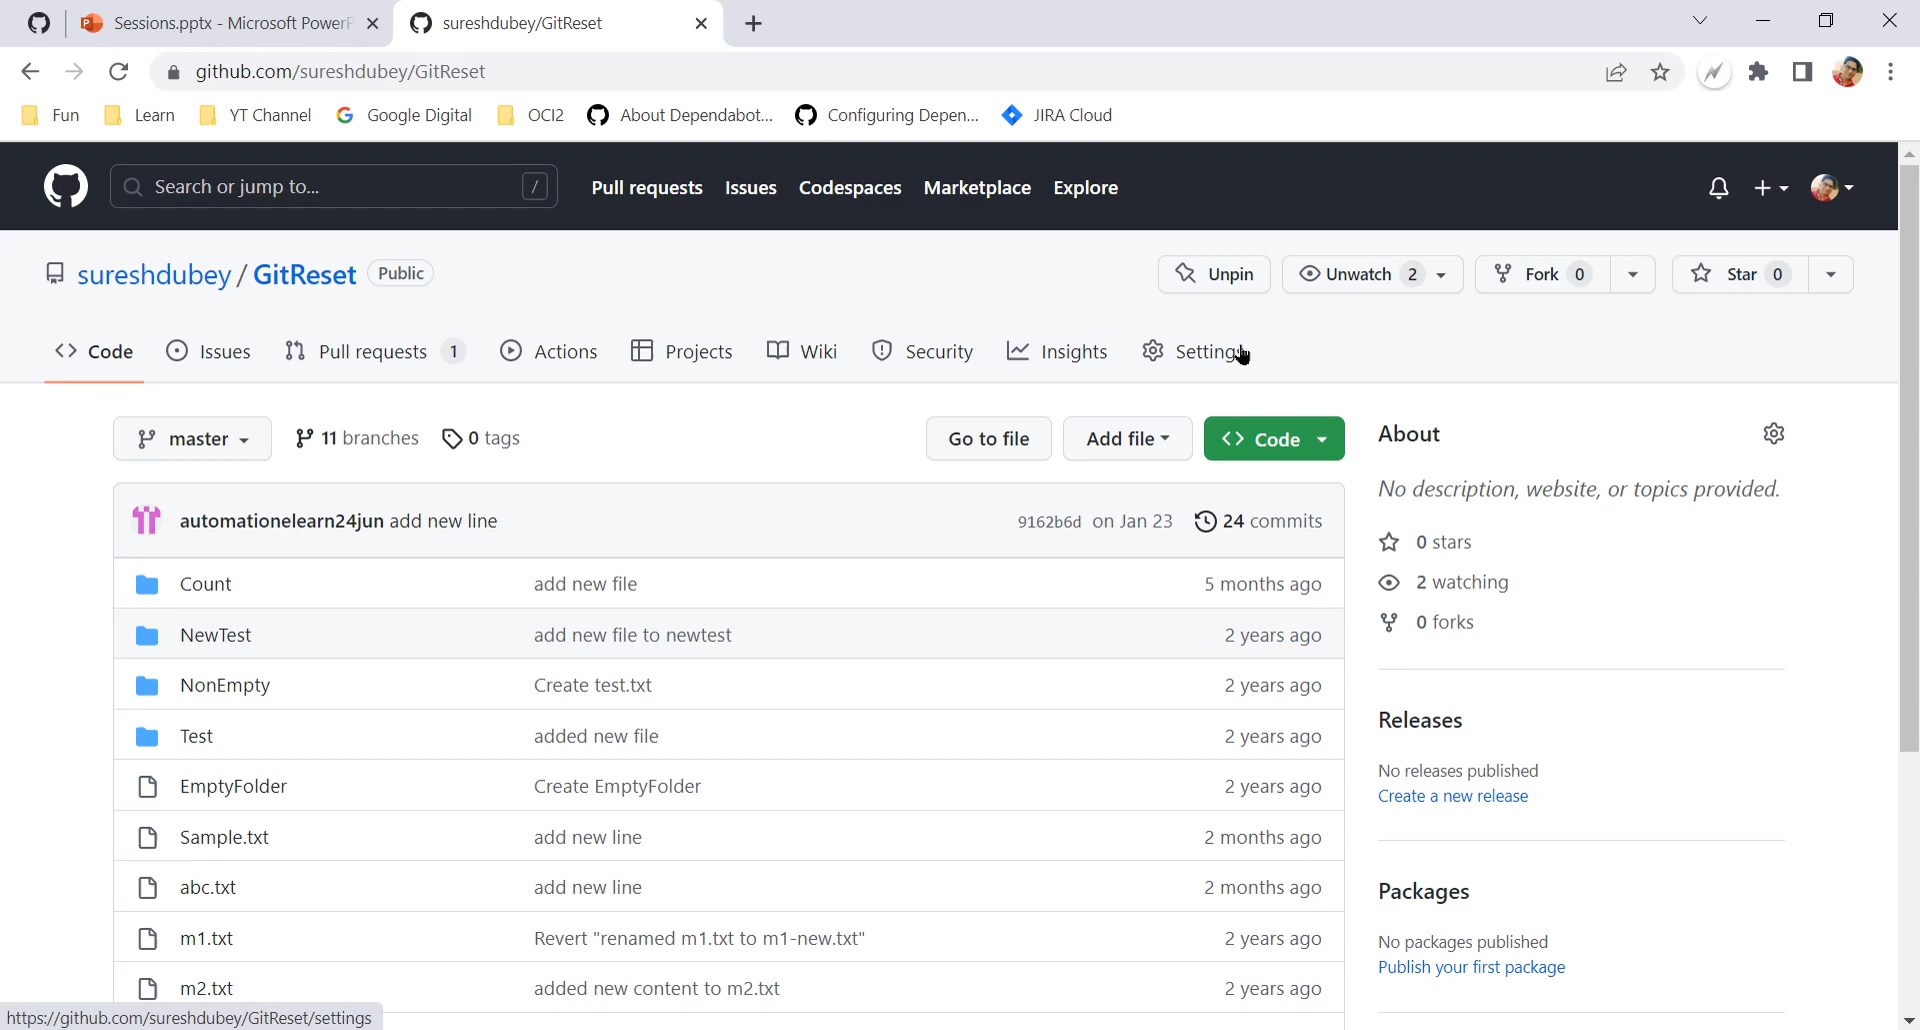 Sessions.pptx - Microsoft PowerP
sureshdubey/GitReset
github.com/sureshdubey/GitReset
Fun
Learn
YT Channel
Google Digital
OCI2
About Dependabot...
Configuring Depen...
JIRA Cloud
Search or jump to...
/
Pull requests
Issues
Codespaces
Marketplace
Explore
sureshdubey / GitReset
Public
Unpin
Unwatch 2
Fork 0
Star 0
Code
Issues
Pull requests 1
Actions
Projects
Wiki
Security
Insights
Settings
master
11 branches
0 tags
Go to file
Add file
Code
About
No description, website, or topics provided.
0 stars
2 watching
0 forks
automationelearn24jun add new line 9162b6d on Jan 23 24 commits
Count add new file 5 months ago
NewTest add new file to newtest 2 years ago
NonEmpty Create test.txt 2 years ago
Test added new file 2 years ago
EmptyFolder Create EmptyFolder 2 years ago
Sample.txt add new line 2 months ago
abc.txt add new line 2 months ago
m1.txt Revert "renamed m1.txt to m1-new.txt" 2 years ago
m2.txt added new content to m2.txt 2 years ago
Releases
No releases published
Create a new release
Packages
No packages published
Publish your first package
https://github.com/sureshdubey/GitReset/settings